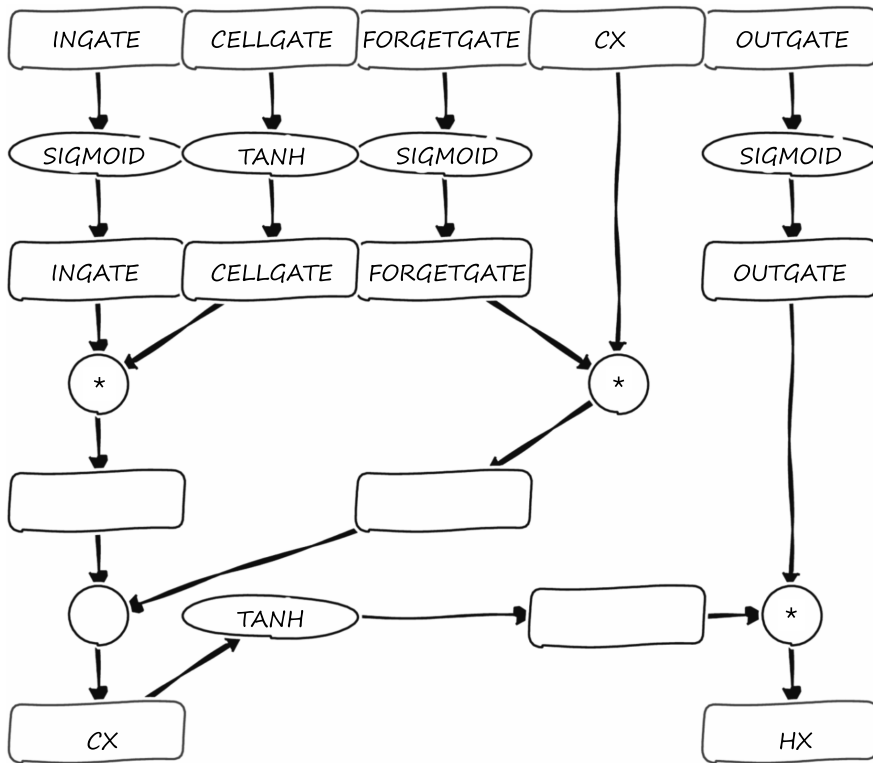 INGATE CELLGATE FORGETGATE CX OUTGATE
SIGMOID TANH SIGMOID SIGMOID
INGATE CELLGATE FORGETGATE OUTGATE
* *
TANH *
CX HX